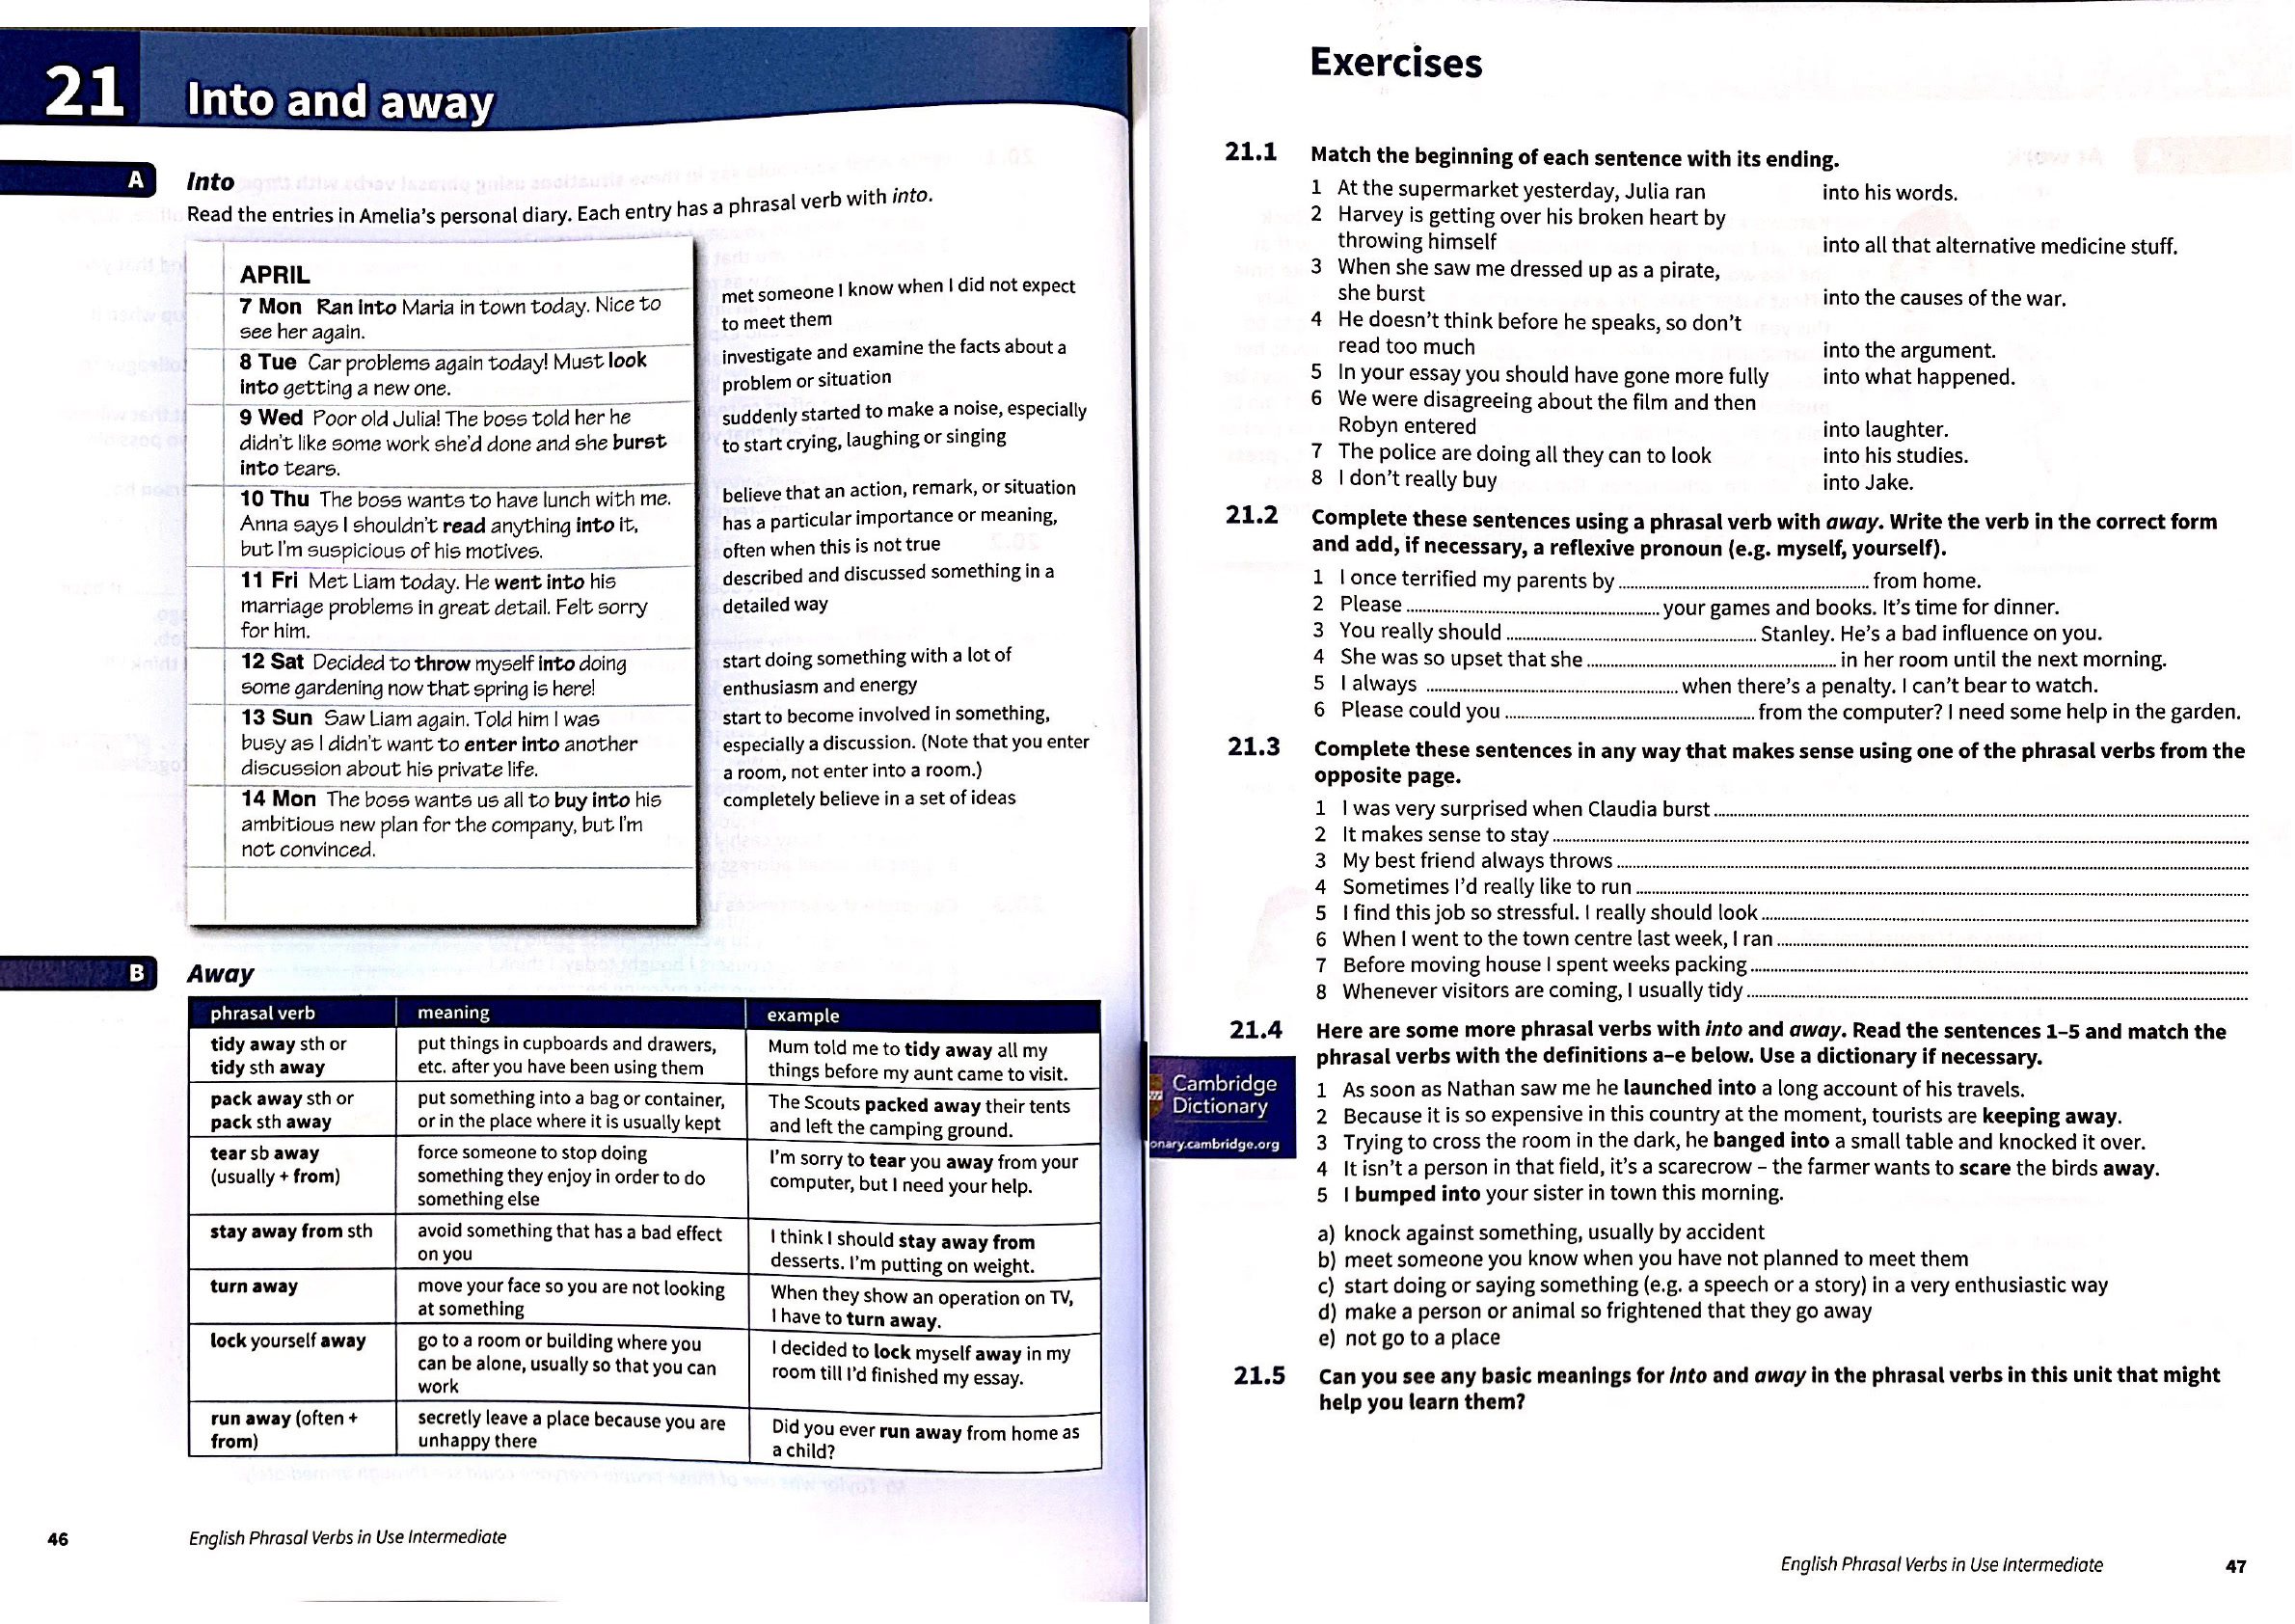 21
Into and away
A
Into
Read the entries in Amelia's personal diary. Each entry has a phrasal verb with into.
APRIL
7 Mon Ran into Maria in town today. Nice to
see her again.
met someone I know when I did not expect
to meet them
8 Tue Car problems again today! Must look
into getting a new one.
investigate and examine the facts about a
problem or situation
9 Wed Poor old Julia! The boss told her he
didn't like some work she'd done and she burst
into tears.
suddenly started to make a noise, especially
to start crying, laughing or singing
10 Thu The boss wants to have lunch with me.
Anna says I shouldn't read anything into it,
but I'm suspicious of his motives.
believe that an action, remark, or situation
has a particular importance or meaning,
often when this is not true
11 Fri Met Liam today. He went into his
marriage problems in great detail. Felt sorry
for him.
described and discussed something in a
detailed way
12 Sat Decided to throw myself into doing
some gardening now that spring is here!
start doing something with a lot of
enthusiasm and energy
13 Sun Saw Liam again. Told him I was
busy as I didn't want to enter into another
discussion about his private life.
start to become involved in something,
especially a discussion. (Note that you enter
a room, not enter into a room.)
14 Mon The boss wants us all to buy into his
ambitious new plan for the company, but I'm
not convinced.
completely believe in a set of ideas
B
Away
phrasal verb meaning example
tidy away sth or
tidy sth away
put things in cupboards and drawers,
etc. after you have been using them
Mum told me to tidy away all my
things before my aunt came to visit.
pack away sth or
pack sth away
put something into a bag or container,
or in the place where it is usually kept
The Scouts packed away their tents
and left the camping ground.
tear sb away
(usually + from)
force someone to stop doing
something they enjoy in order to do
something else
I'm sorry to tear you away from your
computer, but I need your help.
stay away from sth
avoid something that has a bad effect
on you
I think I should stay away from
desserts. I'm putting on weight.
turn away
move your face so you are not looking
at something
When they show an operation on TV,
I have to turn away.
lock yourself away
go to a room or building where you
can be alone, usually so that you can
work
I decided to lock myself away in my
room till I'd finished my essay.
run away (often +
from)
secretly leave a place because you are
unhappy there
Did you ever run away from home as
a child?
46
English Phrasal Verbs in Use Intermediate
Exercises
21.1 Match the beginning of each sentence with its ending.
1 At the supermarket yesterday, Julia ran into his words.
2 Harvey is getting over his broken heart by
throwing himself into all that alternative medicine stuff.
3 When she saw me dressed up as a pirate,
she burst into the causes of the war.
4 He doesn't think before he speaks, so don't
read too much into the argument.
5 In your essay you should have gone more fully into what happened.
6 We were disagreeing about the film and then
Robyn entered into laughter.
7 The police are doing all they can to look into his studies.
8 I don't really buy into Jake.
21.2 Complete these sentences using a phrasal verb with away. Write the verb in the correct form
and add, if necessary, a reflexive pronoun (e.g. myself, yourself).
1 I once terrified my parents by ........ from home.
2 Please ........ your games and books. It's time for dinner.
3 You really should ........ Stanley. He's a bad influence on you.
4 She was so upset that she ........ in her room until the next morning.
5 I always ........ when there's a penalty. I can't bear to watch.
6 Please could you ........ from the computer? I need some help in the garden.
21.3 Complete these sentences in any way that makes sense using one of the phrasal verbs from the
opposite page.
1 I was very surprised when Claudia burst ........
2 It makes sense to stay ........
3 My best friend always throws ........
4 Sometimes I'd really like to run ........
5 I find this job so stressful. I really should look ........
6 When I went to the town centre last week, I ran ........
7 Before moving house I spent weeks packing ........
8 Whenever visitors are coming, I usually tidy ........
21.4 Here are some more phrasal verbs with into and away. Read the sentences 1–5 and match the
phrasal verbs with the definitions a–e below. Use a dictionary if necessary.
Cambridge
Dictionary
onary.cambridge.org
1 As soon as Nathan saw me he launched into a long account of his travels.
2 Because it is so expensive in this country at the moment, tourists are keeping away.
3 Trying to cross the room in the dark, he banged into a small table and knocked it over.
4 It isn't a person in that field, it's a scarecrow – the farmer wants to scare the birds away.
5 I bumped into your sister in town this morning.
a) knock against something, usually by accident
b) meet someone you know when you have not planned to meet them
c) start doing or saying something (e.g. a speech or a story) in a very enthusiastic way
d) make a person or animal so frightened that they go away
e) not go to a place
21.5 Can you see any basic meanings for into and away in the phrasal verbs in this unit that might
help you learn them?
English Phrasal Verbs in Use Intermediate
47